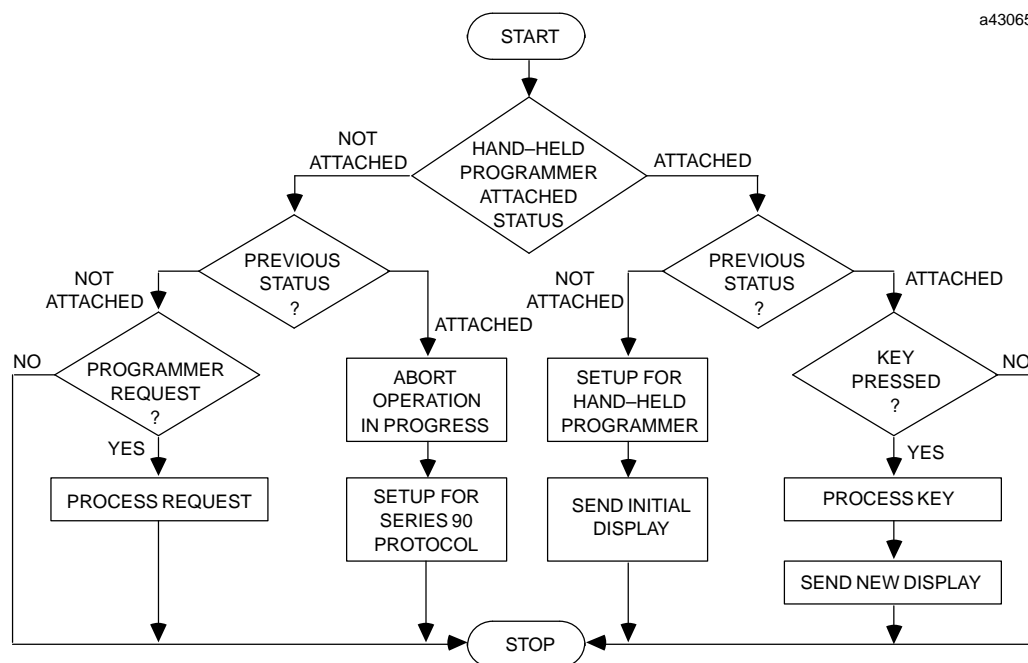 a43065
START
NOT
ATTACHED
HAND–HELD
PROGRAMMER
ATTACHED
STATUS
ATTACHED
PREVIOUS
STATUS
?
PREVIOUS
STATUS
?
NOT
ATTACHED
ATTACHED
NOT
ATTACHED
ATTACHED
NO
PROGRAMMER
REQUEST
?
YES
ABORT
OPERATION
IN PROGRESS
SETUP FOR
HAND–HELD
PROGRAMMER
KEY
PRESSED
?
NO
YES
PROCESS REQUEST
SETUP FOR
SERIES 90
PROTOCOL
SEND INITIAL
DISPLAY
PROCESS KEY
SEND NEW DISPLAY
STOP